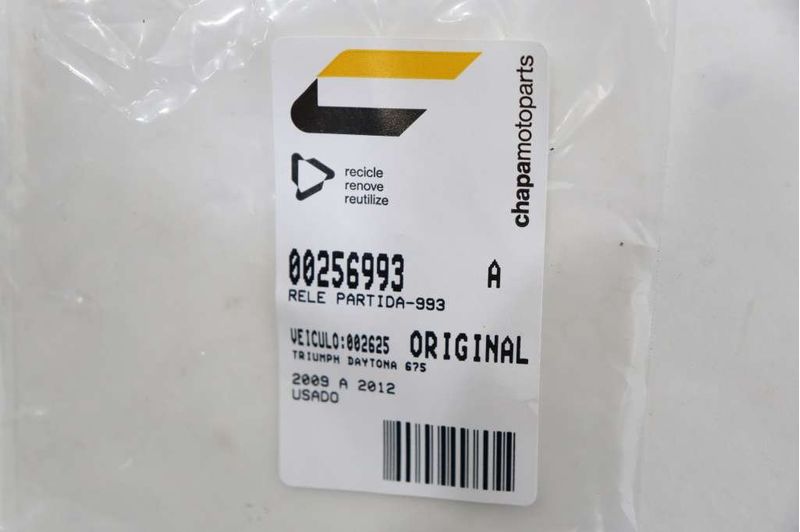 chapamotoparts
recicle
renove
reutilize
00256993 A
RELE PARTIDA-993
VEICULO:002625 ORIGINAL
TRIUMPH DAYTONA 675
2009 A 2012
USADO